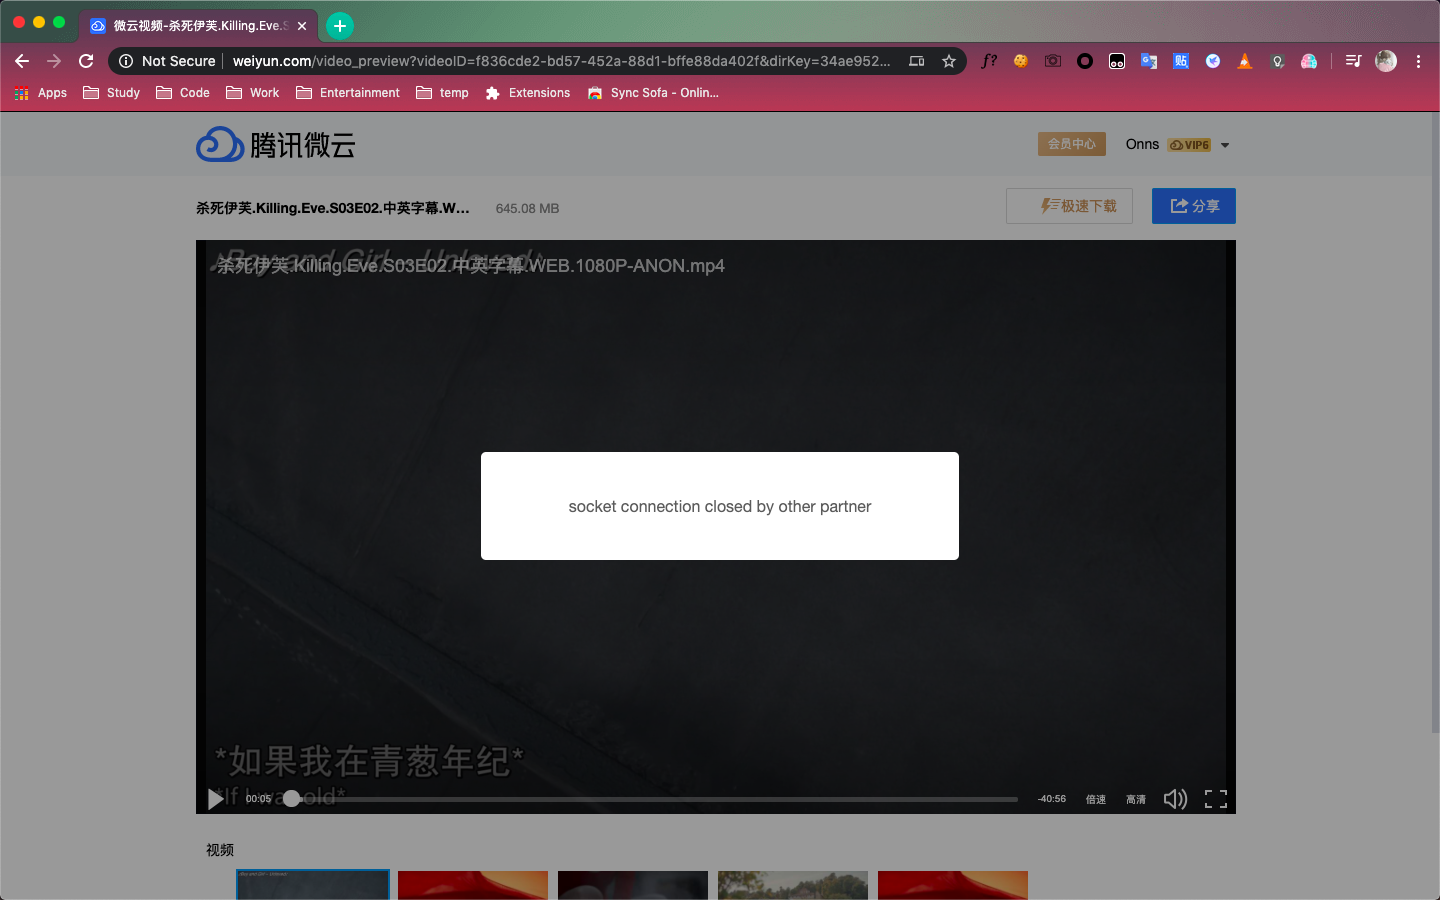 微云视频-杀死伊芙.Killing.Eve.S
Not Secure
weiyun.com/video_preview?videoID=f836cde2-bd57-452a-88d1-bffe88da402f&dirKey=34ae952...
Apps
Study
Code
Work
Entertainment
temp
Extensions
Sync Sofa - Onlin...
腾讯微云
会员中心
Onns
VIP6
杀死伊芙.Killing.Eve.S03E02.中英字幕.W...
645.08 MB
极速下载
分享
♪Boy and Girl – Unloved♪
杀死伊芙.Killing.Eve.S03E02.中英字幕.WEB.1080P-ANON.mp4
socket connection closed by other partner
*如果我在青葱年纪*
*If I was old*
00:05
-40:56
倍速
高清
视频